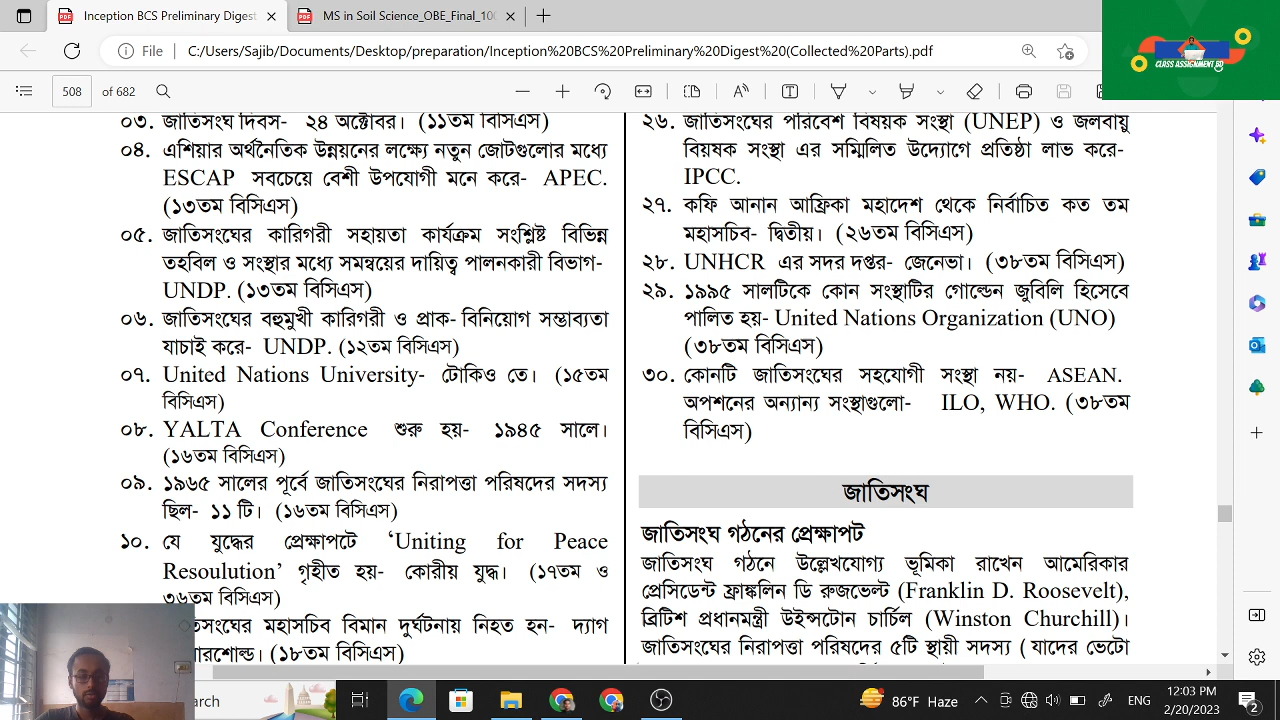 Inception BCS Preliminary Digest
MS in Soil Science_OBE_Final_100
File
C:/Users/Sajib/Documents/Desktop/preparation/Inception%20BCS%20Preliminary%20Digest%20(Collected%20Parts).pdf
CLASS ASSIGNMENT BD
508 of 682
০৩. জাতিসংঘ দিবস- ২৪ অক্টোবর। (১১তম বিসিএস)
০৪. এশিয়ার অর্থনৈতিক উন্নয়নের লক্ষ্যে নতুন জোটগুলোর মধ্যে
ESCAP সবচেয়ে বেশী উপযোগী মনে করে- APEC.
(১৩তম বিসিএস)
০৫. জাতিসংঘের কারিগরী সহায়তা কার্যক্রম সংশ্লিষ্ট বিভিন্ন
তহবিল ও সংস্থার মধ্যে সমন্বয়ের দায়িত্ব পালনকারী বিভাগ-
UNDP. (১৩তম বিসিএস)
০৬. জাতিসংঘের বহুমুখী কারিগরী ও প্রাক- বিনিয়োগ সম্ভাব্যতা
যাচাই করে- UNDP. (১২তম বিসিএস)
০৭. United Nations University- টোকিও তে। (১৫তম
বিসিএস)
০৮. YALTA Conference শুরু হয়- ১৯৪৫ সালে।
(১৬তম বিসিএস)
০৯. ১৯৬৫ সালের পূর্বে জাতিসংঘের নিরাপত্তা পরিষদের সদস্য
ছিল- ১১ টি। (১৬তম বিসিএস)
১০. যে যুদ্ধের প্রেক্ষাপটে ‘Uniting for Peace
Resoulution’ গৃহীত হয়- কোরীয় যুদ্ধ। (১৭তম ও
৩৬তম বিসিএস)
মহাসচিব বিমান দুর্ঘটনায় নিহত হন- দ্যাগ
(১৮তম বিসিএস)
২৬. জাতিসংঘের পরিবেশ বিষয়ক সংস্থা (UNEP) ও জলবায়ু
বিয়ষক সংস্থা এর সম্মিলিত উদ্যোগে প্রতিষ্ঠা লাভ করে-
IPCC.
২৭. কফি আনান আফ্রিকা মহাদেশ থেকে নির্বাচিত কত তম
মহাসচিব- দ্বিতীয়। (২৬তম বিসিএস)
২৮. UNHCR এর সদর দপ্তর- জেনেভা। (৩৮তম বিসিএস)
২৯. ১৯৯৫ সালটিকে কোন সংস্থাটির গোল্ডেন জুবিলি হিসেবে
পালিত হয়- United Nations Organization (UNO)
(৩৮তম বিসিএস)
৩০. কোনটি জাতিসংঘের সহযোগী সংস্থা নয়- ASEAN.
অপশনের অন্যান্য সংস্থাগুলো- ILO, WHO. (৩৮তম
বিসিএস)
জাতিসংঘ
জাতিসংঘ গঠনের প্রেক্ষাপট
জাতিসংঘ গঠনে উল্লেখযোগ্য ভূমিকা রাখেন আমেরিকার
প্রেসিডেন্ট ফ্রাঙ্কলিন ডি রুজভেল্ট (Franklin D. Roosevelt),
ব্রিটিশ প্রধানমন্ত্রী উইন্সটোন চার্চিল (Winston Churchill)।
জাতিসংঘের নিরাপত্তা পরিষদের ৫টি স্থায়ী সদস্য ( যাদের ভেটো
86°F Haze
ENG
12:03 PM
2/20/2023
2